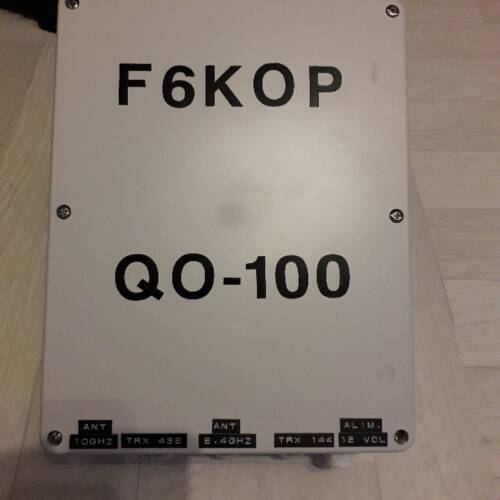 F6KOP
QO-100
ANT
10GHZ
TRX 432
ANT
2.4GHZ
TRX 144
ALIM.
12 VOL